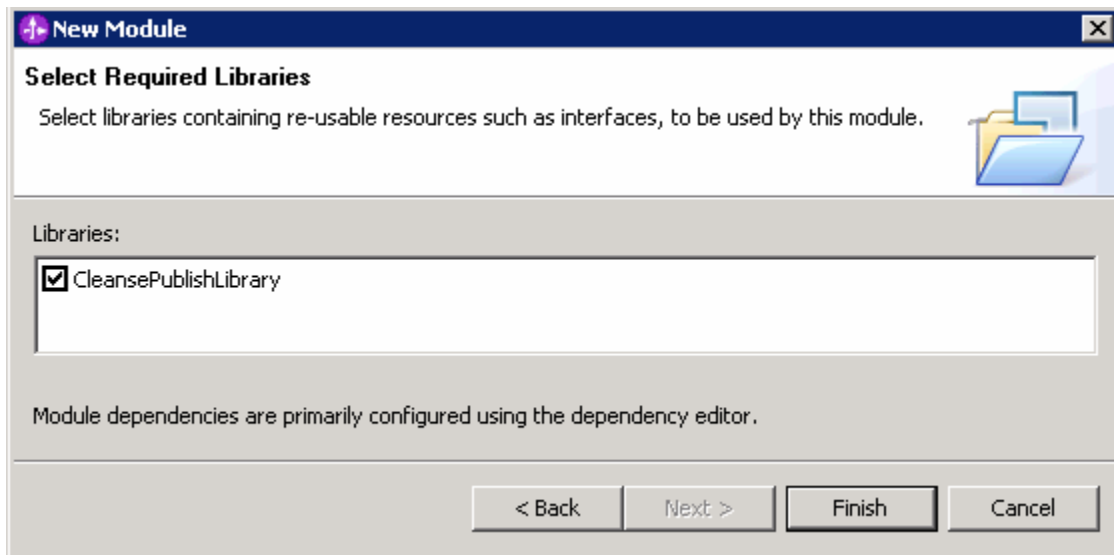 New Module
Select Required Libraries
Select libraries containing re-usable resources such as interfaces, to be used by this module.
Libraries:
CleansePublishLibrary
Module dependencies are primarily configured using the dependency editor.
< Back Next > Finish Cancel